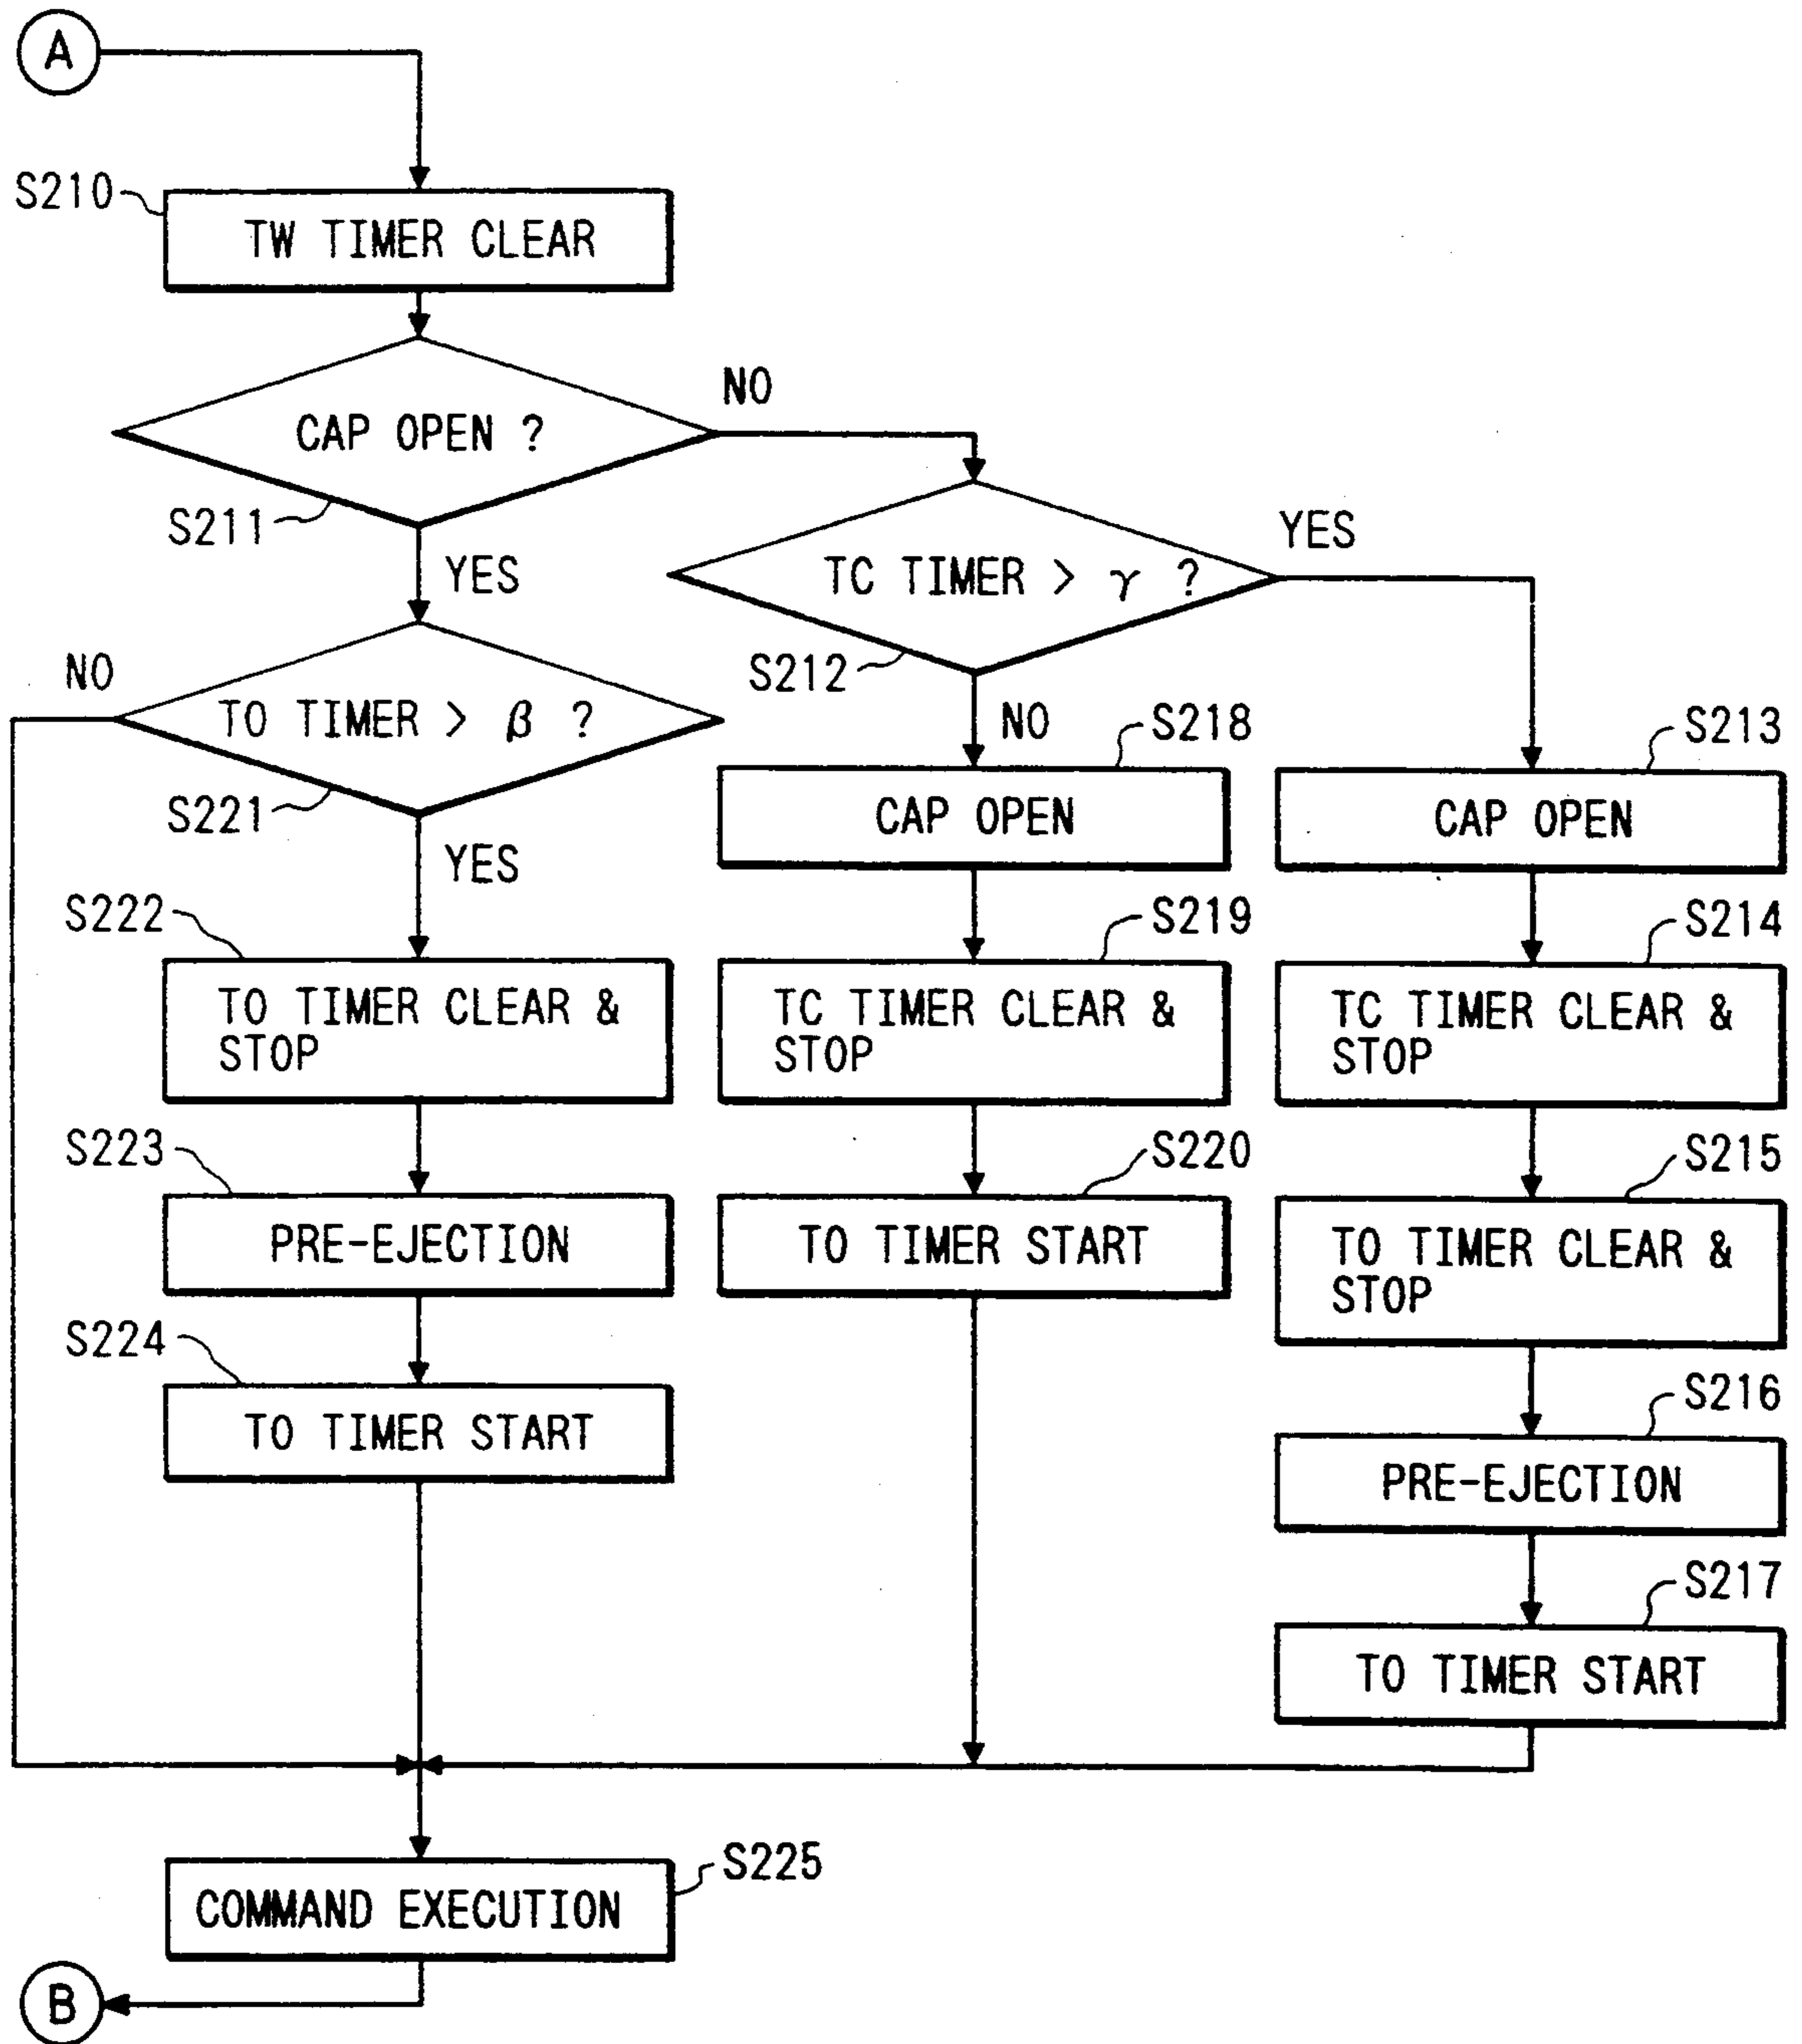 A
S210
TW TIMER CLEAR
CAP OPEN ?
NO
S211
YES
TC TIMER > γ ?
YES
S212
NO
TO TIMER > β ?
NO
S221
YES
S218
CAP OPEN
S213
CAP OPEN
S222
TO TIMER CLEAR &
STOP
S219
TC TIMER CLEAR &
STOP
S214
TC TIMER CLEAR &
STOP
S223
PRE-EJECTION
S220
TO TIMER START
S215
TO TIMER CLEAR &
STOP
S224
TO TIMER START
S216
PRE-EJECTION
S217
TO TIMER START
S225
COMMAND EXECUTION
B